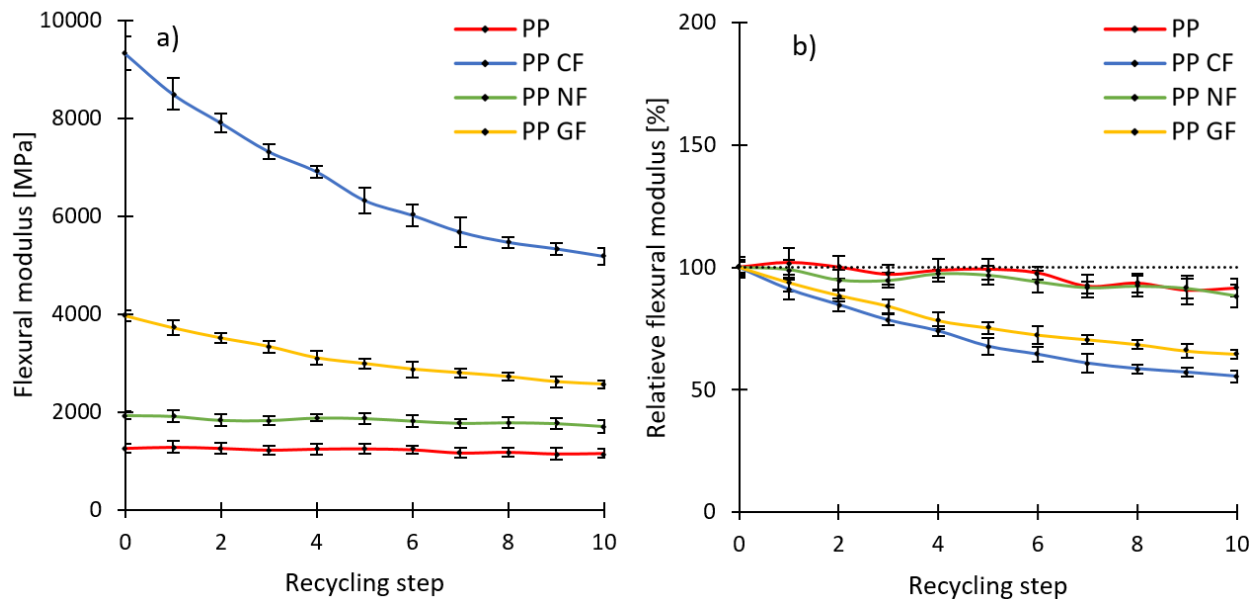 a)
PP
PP CF
PP NF
PP GF
Flexural modulus [MPa]
10000
8000
6000
4000
2000
0
0 2 4 6 8 10
Recycling step
b)
PP
PP CF
PP NF
PP GF
Relatieve flexural modulus [%]
200
150
100
50
0
0 2 4 6 8 10
Recycling step